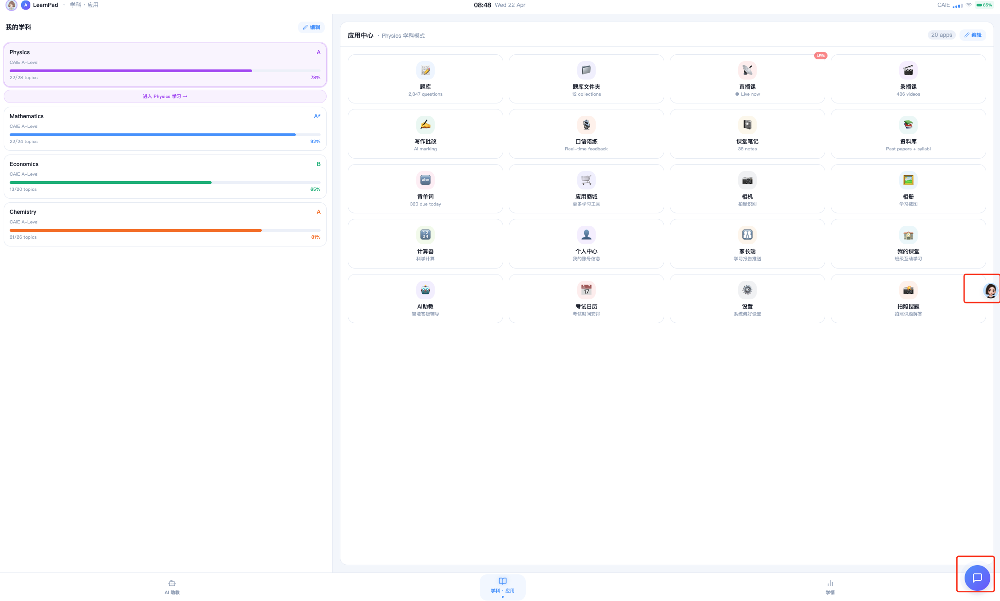 A LearnPad · 学科 · 应用
08:48 Wed 22 Apr
CAIE 85%
我的学科
编辑
Physics A
CAIE A-Level
22/28 topics 78%
进入 Physics 学习 →
Mathematics A*
CAIE A-Level
22/24 topics 92%
Economics B
CAIE A-Level
13/20 topics 65%
Chemistry A
CAIE A-Level
21/26 topics 81%
应用中心 · Physics 学科模式
20 apps
编辑
题库
2,847 questions
题库文件夹
12 collections
LIVE
直播课
Live now
录播课
486 videos
写作批改
AI marking
口语陪练
Real-time feedback
课堂笔记
38 notes
资料库
Past papers + syllabi
abc
背单词
320 due today
应用商城
更多学习工具
相机
拍题识别
相册
学习截图
12
34
计算器
科学计算
个人中心
我的账号信息
家长端
学习报告推送
我的课堂
班级互动学习
AI助教
智能答疑辅导
17
考试日历
考试时间安排
设置
系统偏好设置
拍照搜题
拍照识题解答
AI 助教
学科 · 应用
学情